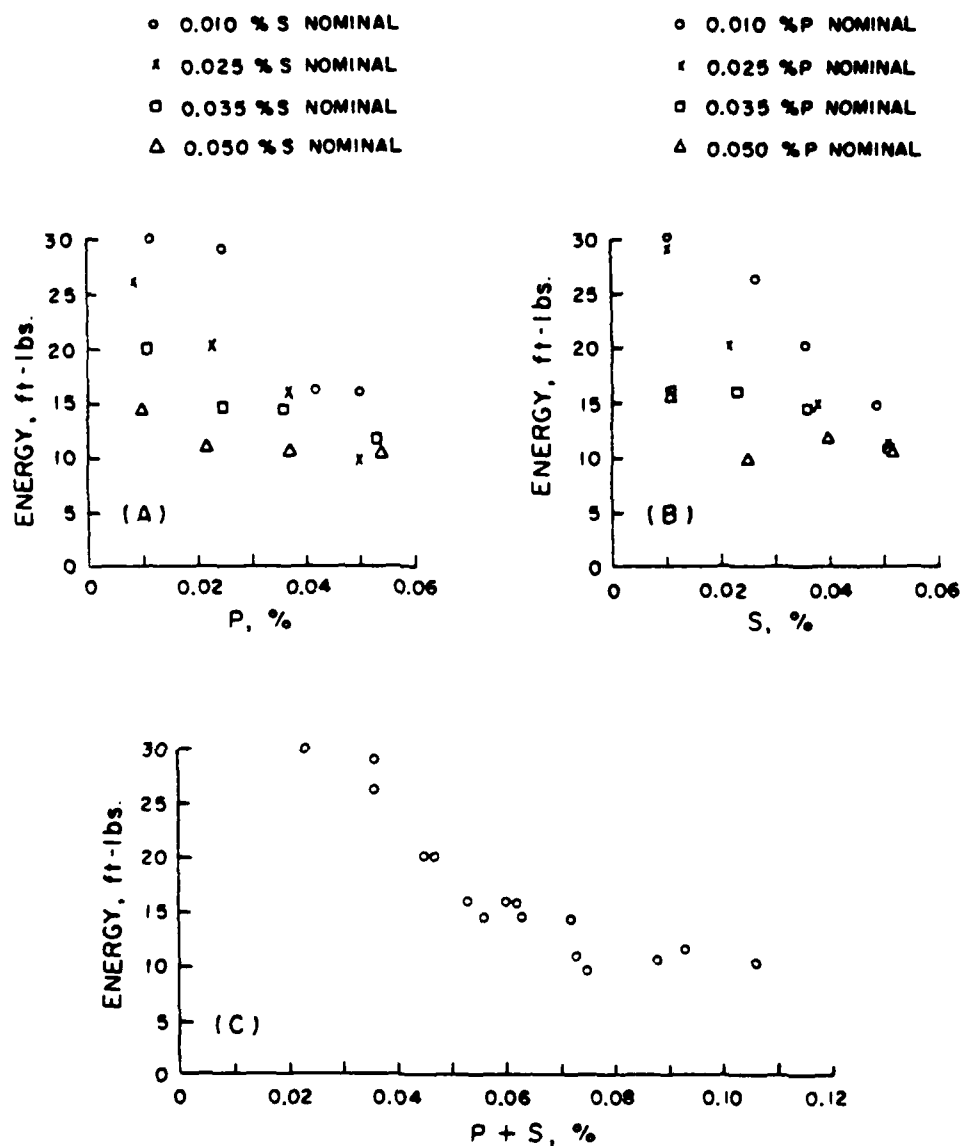 o 0.010 % S NOMINAL
x 0.025 % S NOMINAL
□ 0.035 % S NOMINAL
△ 0.050 % S NOMINAL
o 0.010 %P NOMINAL
x 0.025 %P NOMINAL
□ 0.035 %P NOMINAL
△ 0.050 %P NOMINAL
ENERGY, ft-lbs.
30
25
20
15
10
5
0
(A)
0 0.02 0.04 0.06
P, %
ENERGY, ft-lbs.
30
25
20
15
10
5
0
(B)
0 0.02 0.04 0.06
S, %
ENERGY, ft-lbs.
30
25
20
15
10
5
0
(C)
0 0.02 0.04 0.06 0.08 0.10 0.12
P + S, %